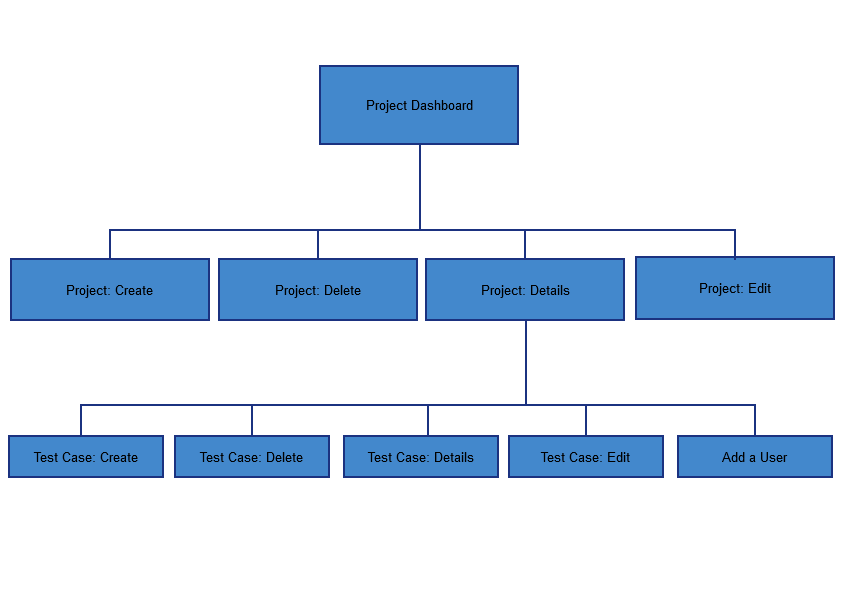 Project Dashboard
Project: Create
Project: Delete
Project: Details
Project: Edit
Test Case: Create
Test Case: Delete
Test Case: Details
Test Case: Edit
Add a User